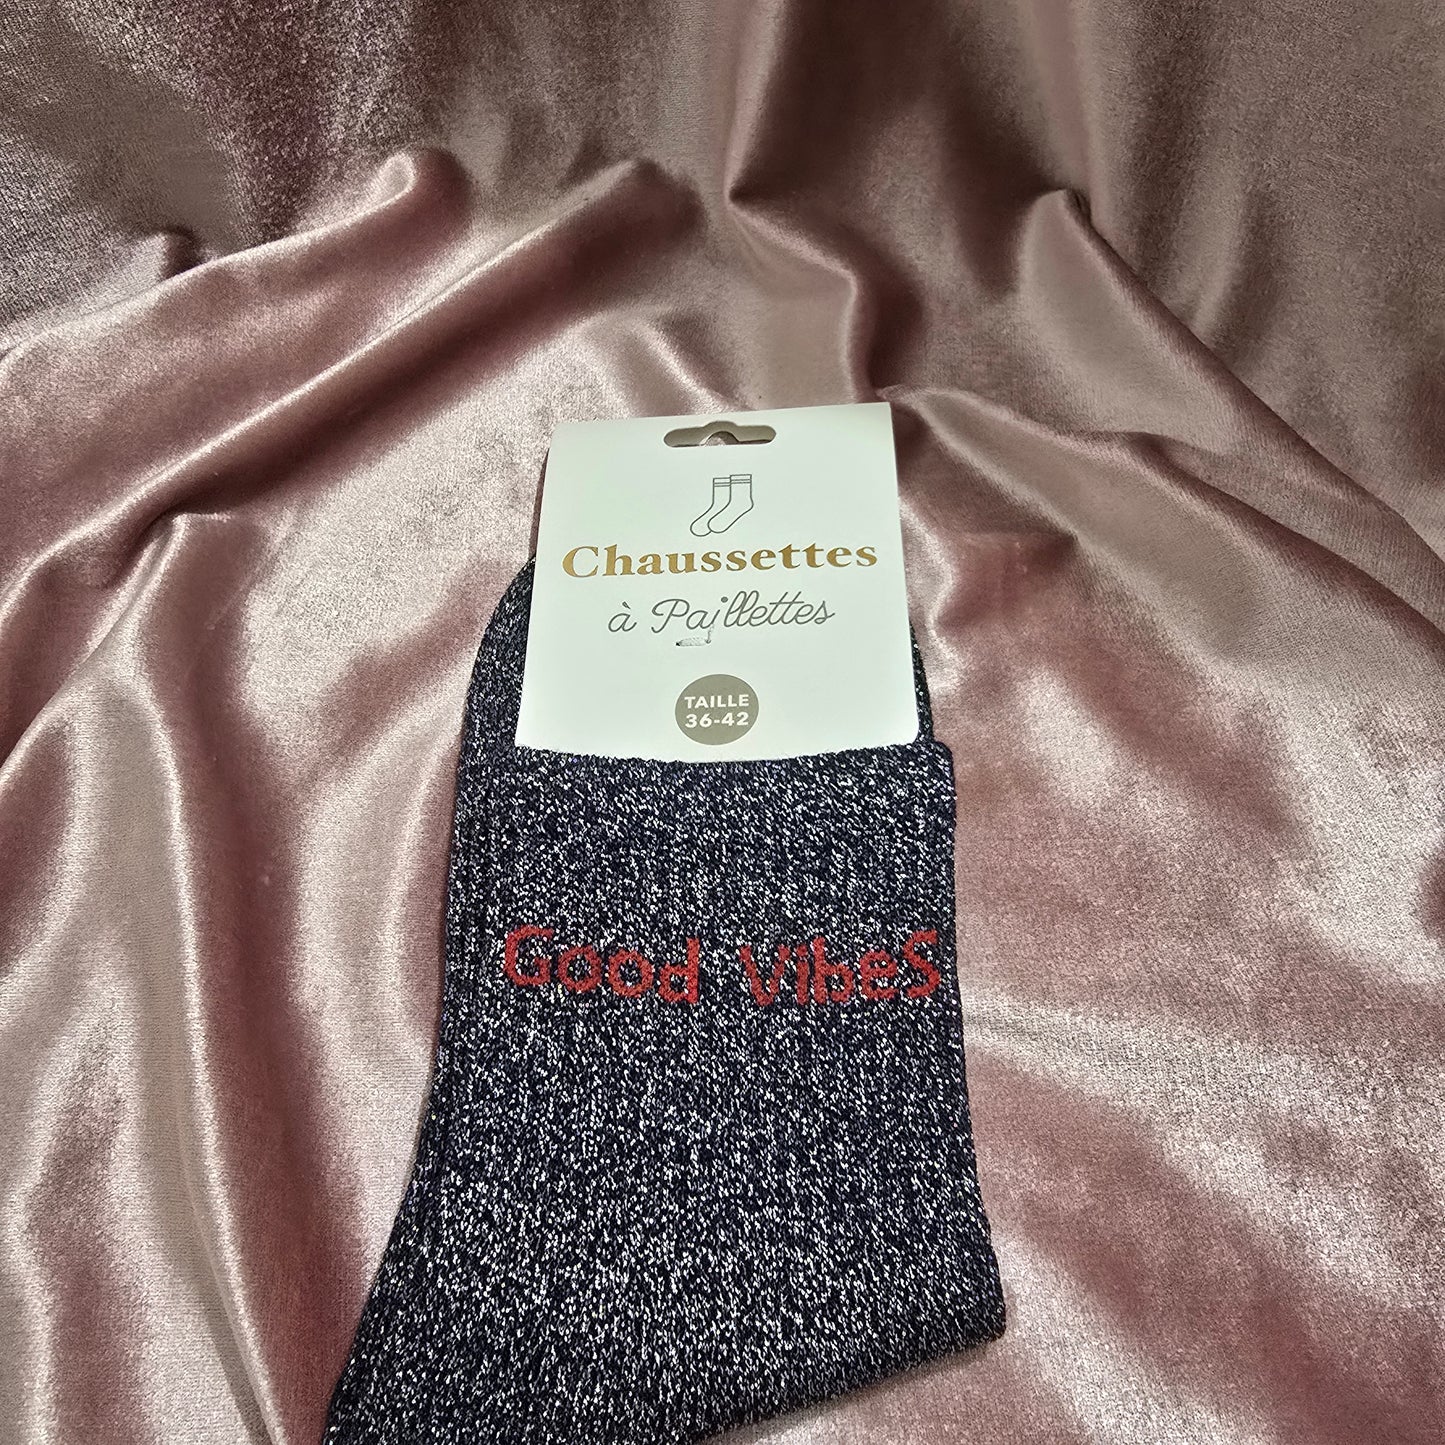 Chaussettes
à Paillettes
TAILLE
36-42
Good VibeS